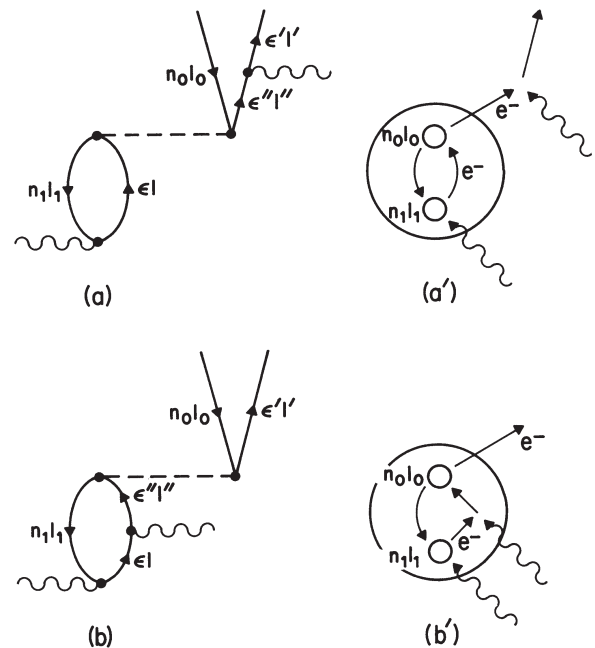 n₀l₀ ε'l'
ε"l"
n₁l₁ εl
(a)
e⁻
n₀l₀
e⁻
n₁l₁
(a')
n₀l₀ ε'l'
ε"l"
n₁l₁ εl
(b)
e⁻
n₀l₀
n₁l₁ e⁻
(b')